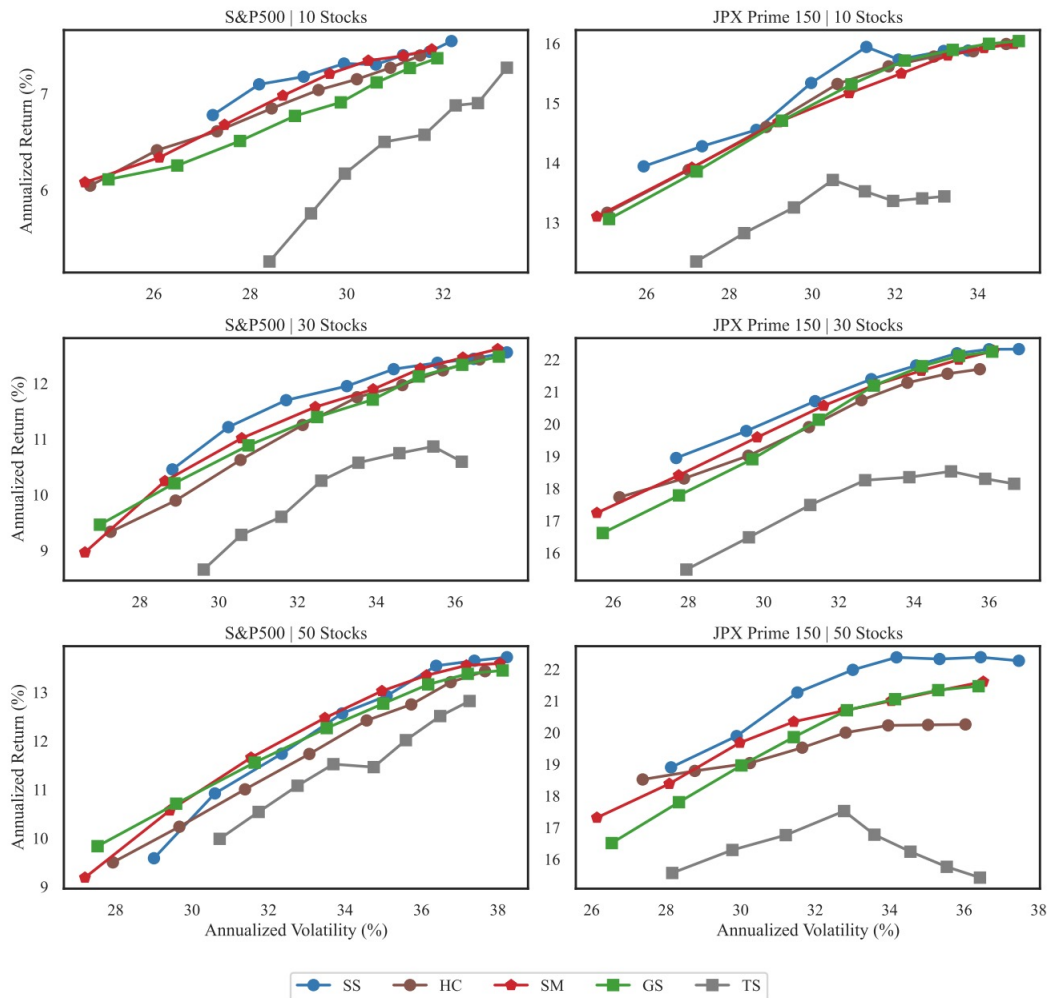 S&P500 | 10 Stocks
Annualized Return (%)
7
6
26 28 30 32
JPX Prime 150 | 10 Stocks
16
15
14
13
26 28 30 32 34
S&P500 | 30 Stocks
Annualized Return (%)
12
11
10
9
28 30 32 34 36
JPX Prime 150 | 30 Stocks
22
21
20
19
18
17
16
26 28 30 32 34 36
S&P500 | 50 Stocks
Annualized Return (%)
13
12
11
10
9
28 30 32 34 36 38
Annualized Volatility (%)
JPX Prime 150 | 50 Stocks
22
21
20
19
18
17
16
26 28 30 32 34 36 38
Annualized Volatility (%)
SS HC SM GS TS